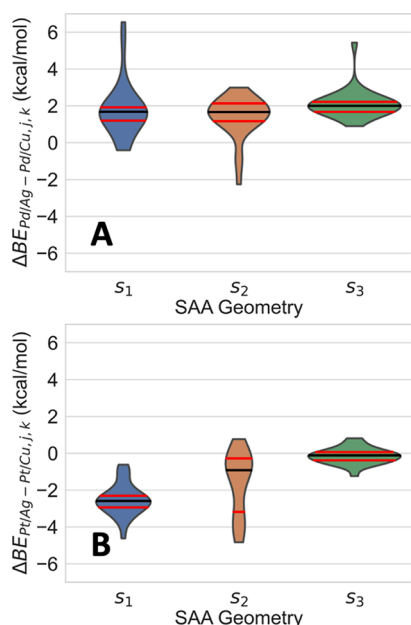 ΔBE_{Pd/Ag − Pd/Cu, j, k} (kcal/mol)
6
4
2
0
−2
−4
−6
A
s₁ s₂ s₃
SAA Geometry
ΔBE_{Pt/Ag − Pt/Cu, j, k} (kcal/mol)
6
4
2
0
−2
−4
−6
B
s₁ s₂ s₃
SAA Geometry